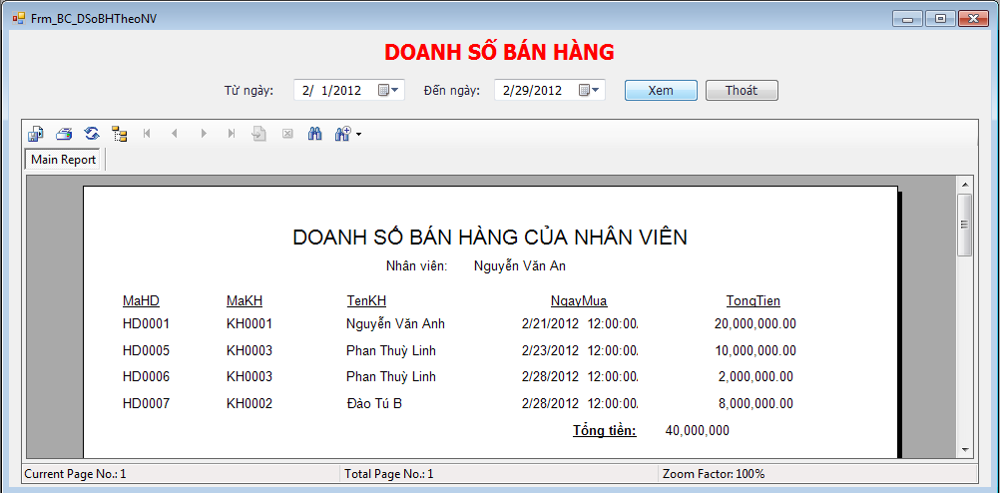 Frm_BC_DSoBHTheoNV
DOANH SỐ BÁN HÀNG
Từ ngày: 2/ 1/2012 Đến ngày: 2/29/2012 Xem Thoát
Main Report
DOANH SỐ BÁN HÀNG CỦA NHÂN VIÊN
Nhân viên: Nguyễn Văn An
MaHD MaKH TenKH NgayMua TongTien
HD0001 KH0001 Nguyễn Văn Anh 2/21/2012 12:00:00 20,000,000.00
HD0005 KH0003 Phan Thuỳ Linh 2/23/2012 12:00:00 10,000,000.00
HD0006 KH0003 Phan Thuỳ Linh 2/28/2012 12:00:00 2,000,000.00
HD0007 KH0002 Đào Tú B 2/28/2012 12:00:00 8,000,000.00
Tổng tiền: 40,000,000
Current Page No.: 1 Total Page No.: 1 Zoom Factor: 100%